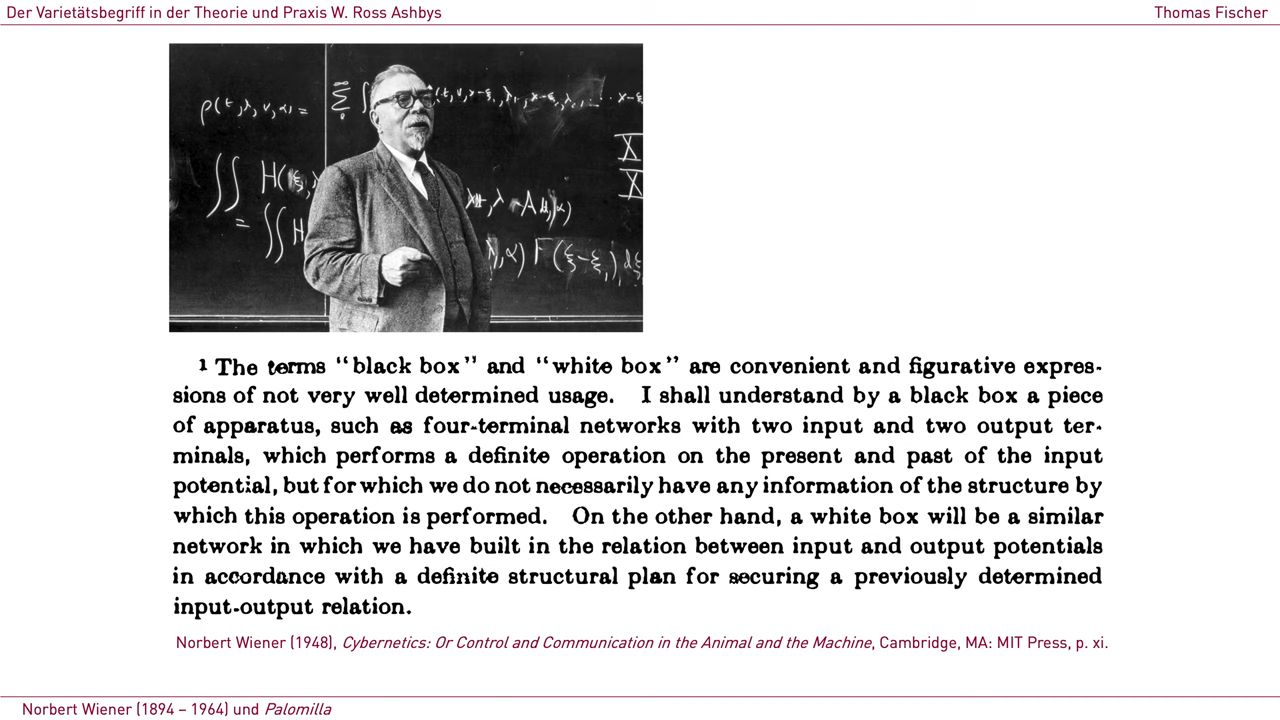 Der Varietätsbegriff in der Theorie und Praxis W. Ross Ashbys
Thomas Fischer
ρ(t,λ,v,α)=
¹ The terms “black box” and “white box” are convenient and figurative expres-
sions of not very well determined usage. I shall understand by a black box a piece
of apparatus, such as four-terminal networks with two input and two output ter-
minals, which performs a definite operation on the present and past of the input
potential, but for which we do not necessarily have any information of the structure by
which this operation is performed. On the other hand, a white box will be a similar
network in which we have built in the relation between input and output potentials
in accordance with a definite structural plan for securing a previously determined
input-output relation.
Norbert Wiener (1948), Cybernetics: Or Control and Communication in the Animal and the Machine, Cambridge, MA: MIT Press, p. xi.
Norbert Wiener (1894 – 1964) und Palomilla